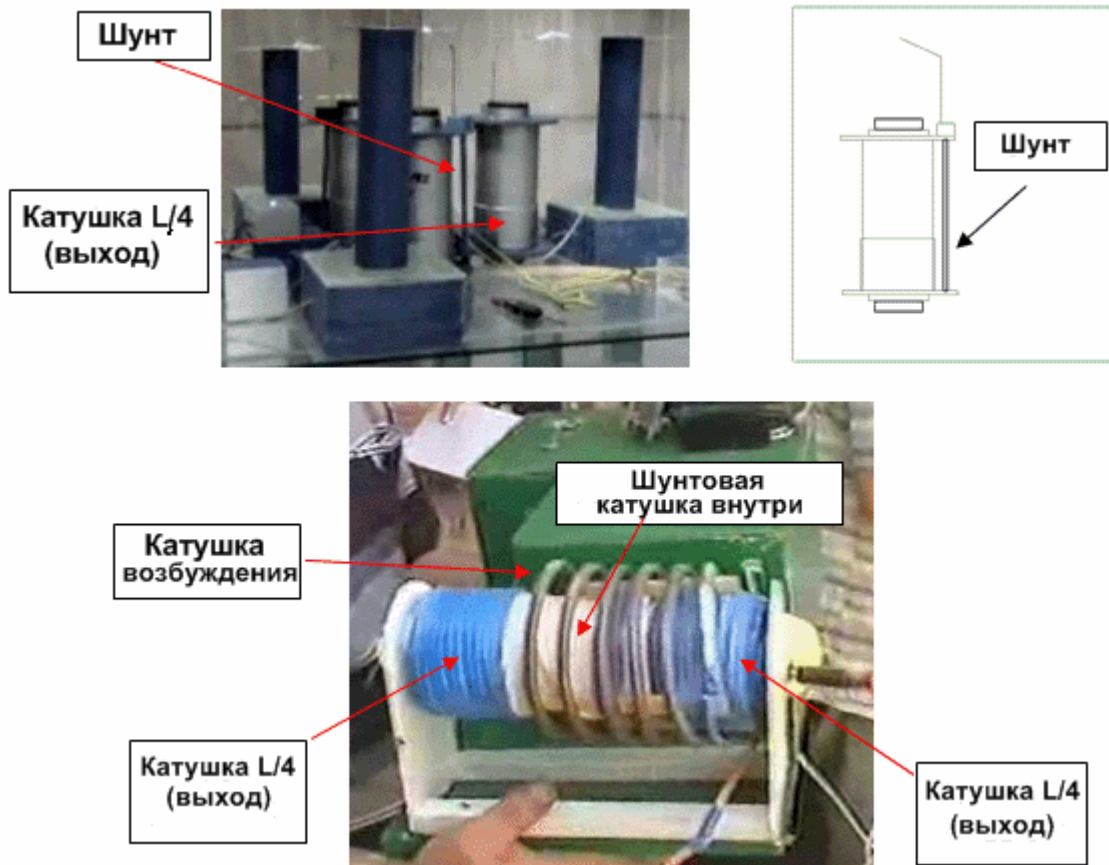 Шунт
Катушка L/4
(выход)
Шунт
Шунтовая
катушка внутри
Катушка
возбуждения
Катушка L/4
(выход)
Катушка L/4
(выход)